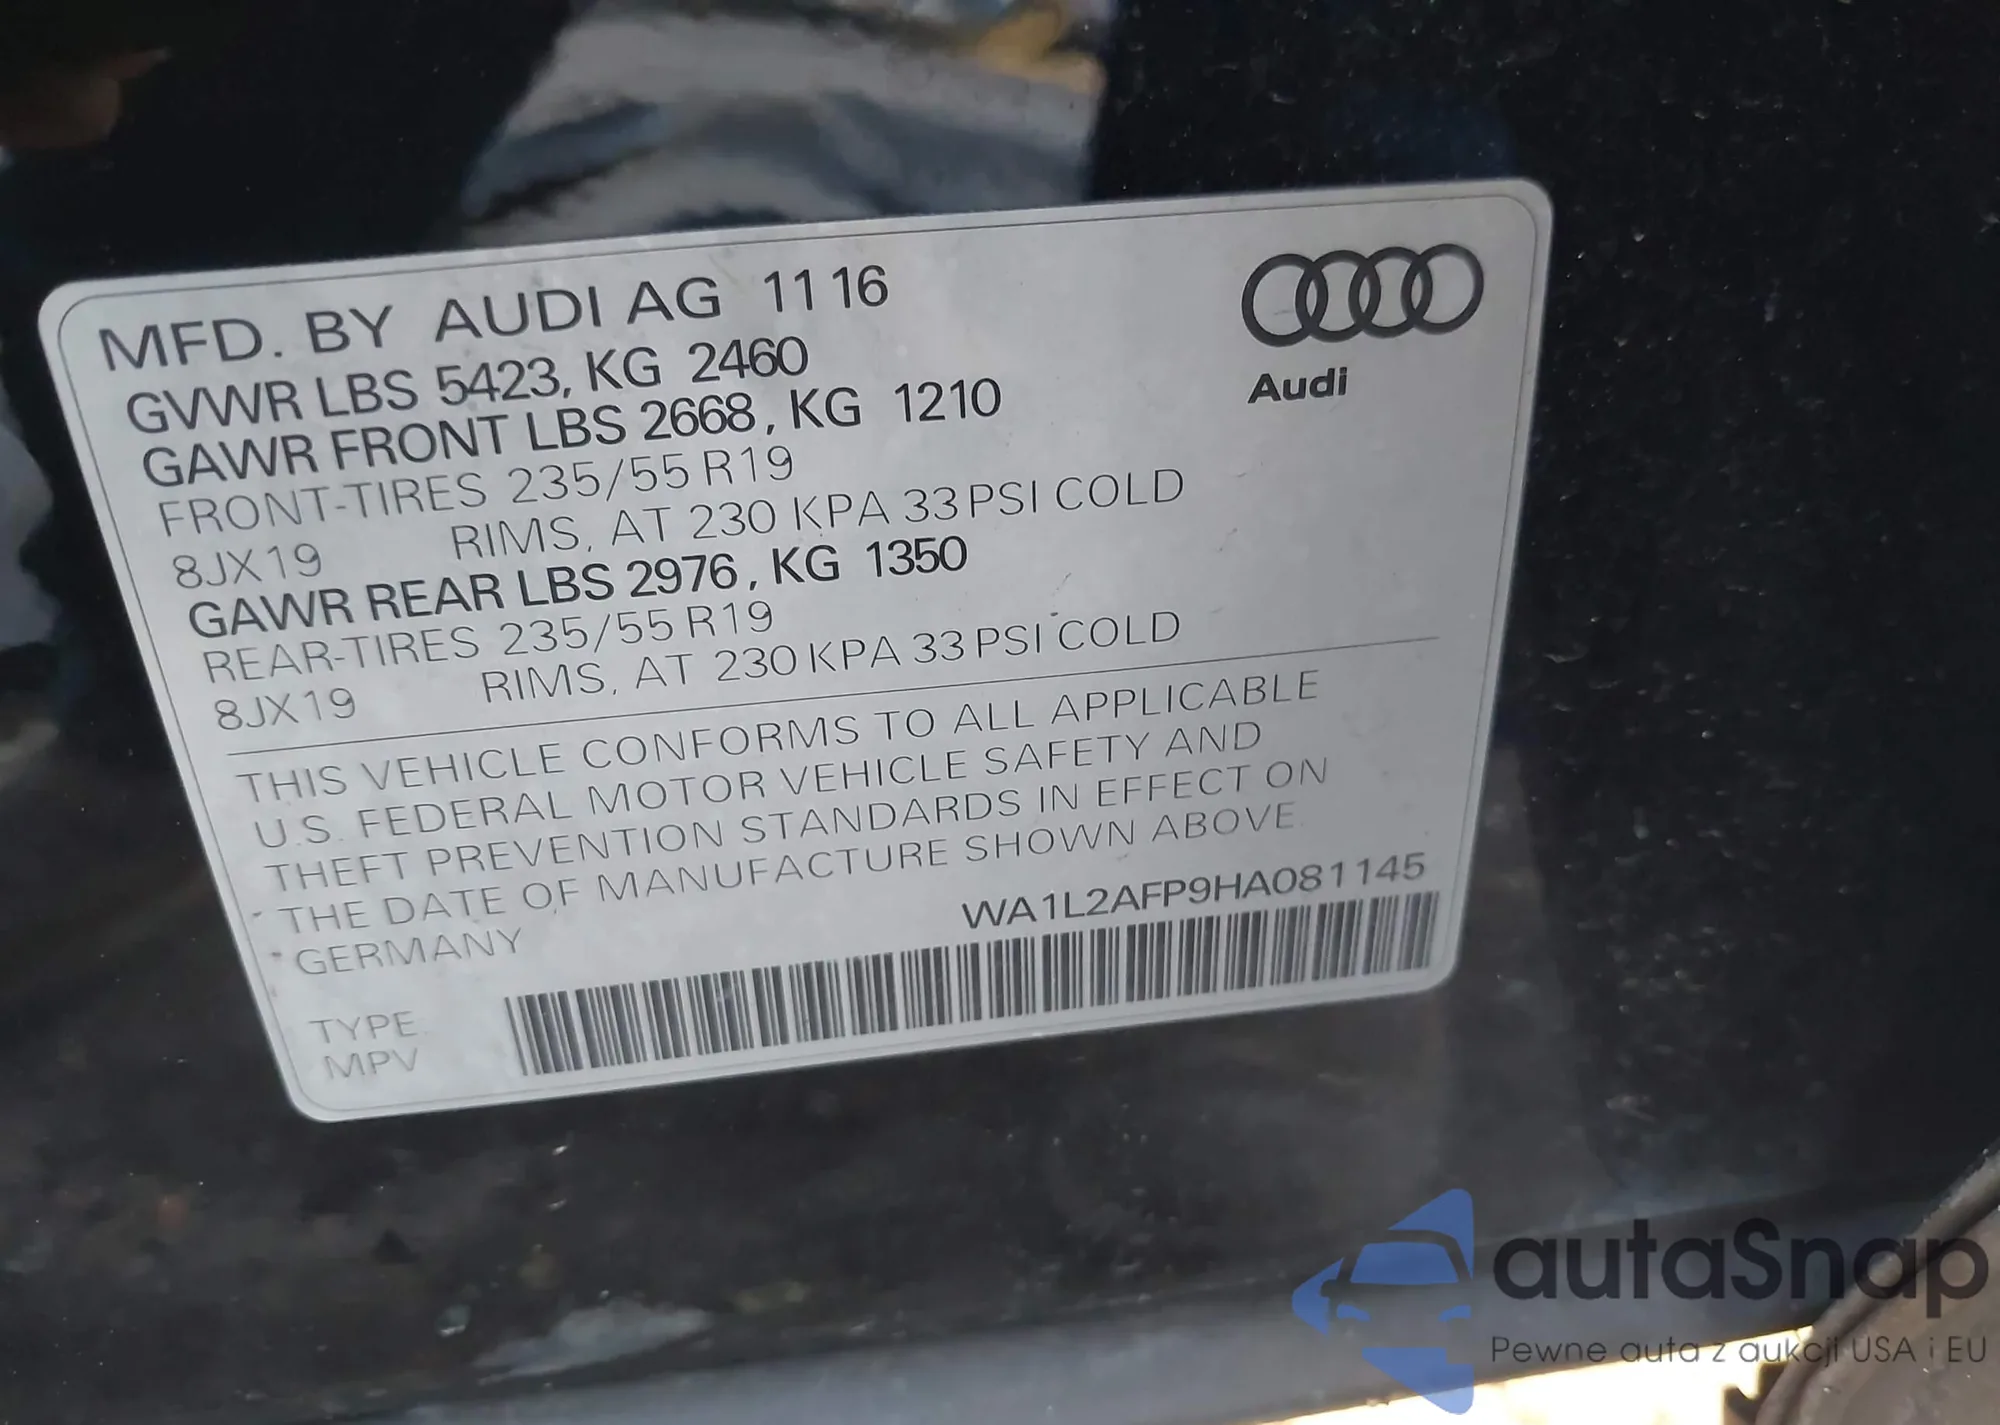 MFD. BY AUDI AG 11 16
GVWR LBS 5423, KG 2460
GAWR FRONT LBS 2668, KG 1210
FRONT-TIRES 235/55 R19
8JX19 RIMS, AT 230 KPA 33 PSI COLD
GAWR REAR LBS 2976, KG 1350
REAR-TIRES 235/55 R19
8JX19 RIMS, AT 230 KPA 33 PSI COLD
Audi
THIS VEHICLE CONFORMS TO ALL APPLICABLE
U.S. FEDERAL MOTOR VEHICLE SAFETY AND
THEFT PREVENTION STANDARDS IN EFFECT ON
THE DATE OF MANUFACTURE SHOWN ABOVE.
GERMANY
WA1L2AFP9HA081145
TYPE
MPV
autaSnap
Pewne auta z aukcji USA i EU